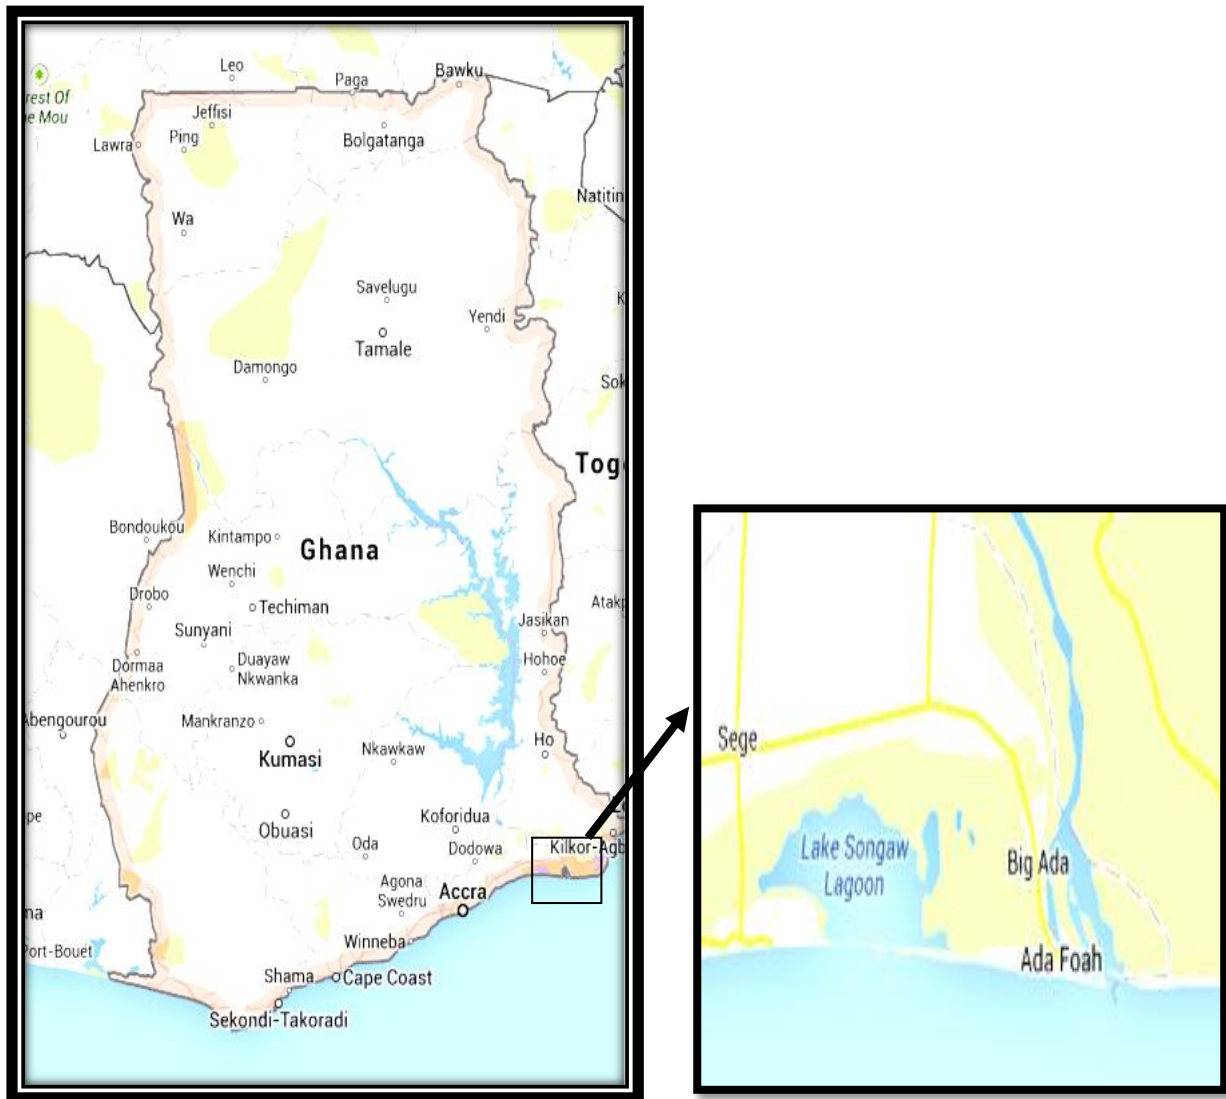 Leo
Paga
Bawku
rest Of
e Mou
Jeffisi
Lawra
Ping
Bolgatanga
Natitin
Wa
Savelugu
K
Yendi
Tamale
Damongo
Sok
Tog
Bondoukou
Kintampo
Ghana
Wenchi
Drobo
Techiman
Atakp
Sunyani
Jasikan
Dormaa
Ahenkro
Duayaw
Nkwanka
Hohoe
Abengourou
Mankranzo
Kumasi
Nkawkaw
Ho
pe
Obuasi
Koforidua
Oda
Dodowa
Kilkor-Agb
Agona
Swedru
Accra
na
Port-Bouet
Winneba
Shama
Cape Coast
Sekondi-Takoradi
Sege
Lake Songaw
Lagoon
Big Ada
Ada Foah